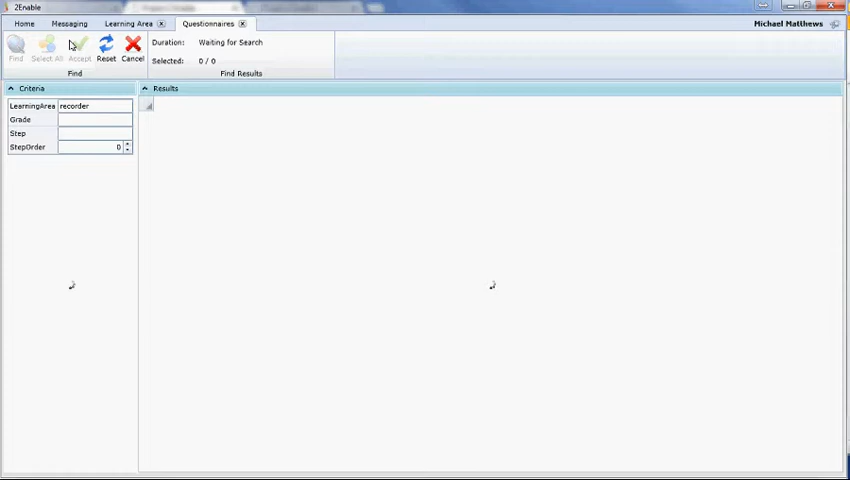 2Enable
Home Messaging Learning Area Questionnaires Michael Matthews
Find Select All Accept Reset Cancel
Duration: Waiting for Search
Selected: 0 / 0
Find Find Results
Criteria Results
LearningArea recorder
Grade
Step
StepOrder 0